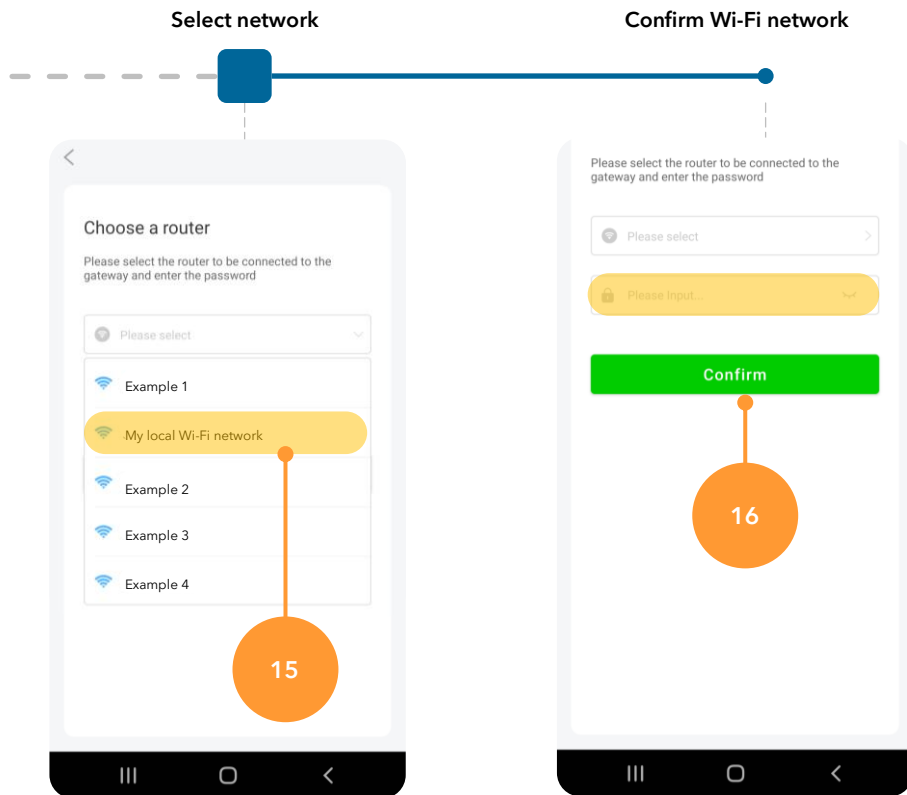 Select network
Confirm Wi-Fi network
Choose a router
Please select the router to be connected to the
gateway and enter the password
Please select
Example 1
My local Wi-Fi network
Example 2
Example 3
Example 4
15
Please select the router to be connected to the
gateway and enter the password
Please select
Please Input...
Confirm
16